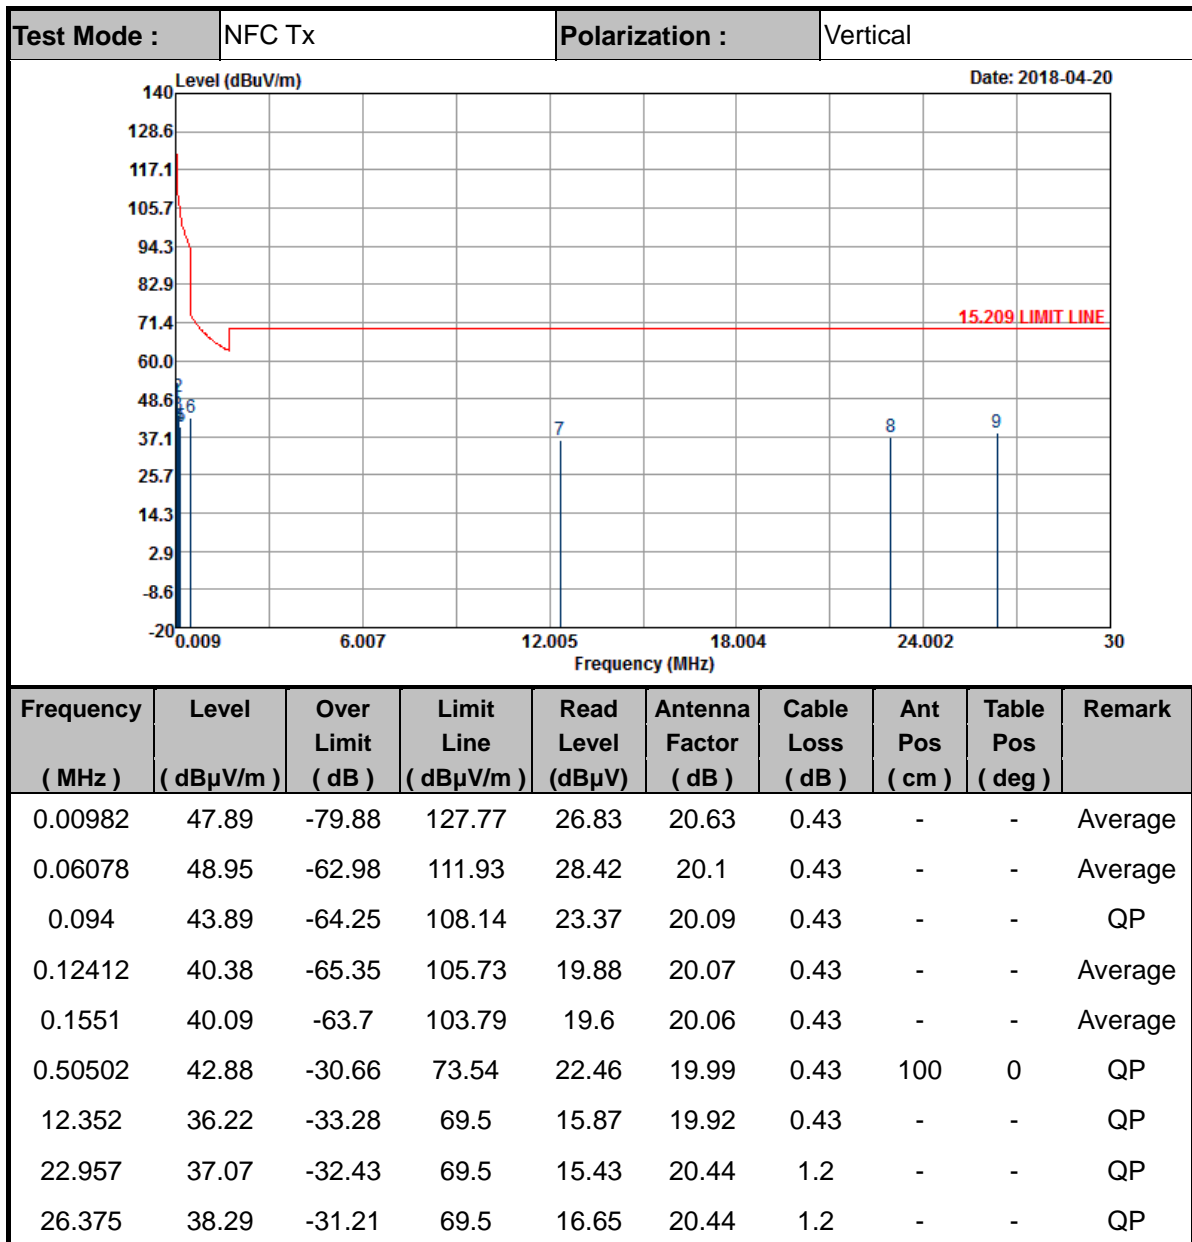 Test Mode : NFC Tx Polarization : Vertical
Level (dBuV/m) Date: 2018-04-20
140
128.6
117.1
105.7
94.3
82.9
71.4
15.209 LIMIT LINE
60.0
48.6
37.1
25.7
14.3
2.9
-8.6
-20
2
6
7
8
9
0.009 6.007 12.005 18.004 24.002 30
Frequency (MHz)
Frequency Level Over Limit Read Antenna Cable Ant Table Remark
Limit Line Level Factor Loss Pos Pos
( MHz ) ( dBμV/m ) ( dB ) ( dBμV/m ) (dBμV) ( dB ) ( dB ) ( cm ) ( deg )
0.00982 47.89 -79.88 127.77 26.83 20.63 0.43 - - Average
0.06078 48.95 -62.98 111.93 28.42 20.1 0.43 - - Average
0.094 43.89 -64.25 108.14 23.37 20.09 0.43 - - QP
0.12412 40.38 -65.35 105.73 19.88 20.07 0.43 - - Average
0.1551 40.09 -63.7 103.79 19.6 20.06 0.43 - - Average
0.50502 42.88 -30.66 73.54 22.46 19.99 0.43 100 0 QP
12.352 36.22 -33.28 69.5 15.87 19.92 0.43 - - QP
22.957 37.07 -32.43 69.5 15.43 20.44 1.2 - - QP
26.375 38.29 -31.21 69.5 16.65 20.44 1.2 - - QP